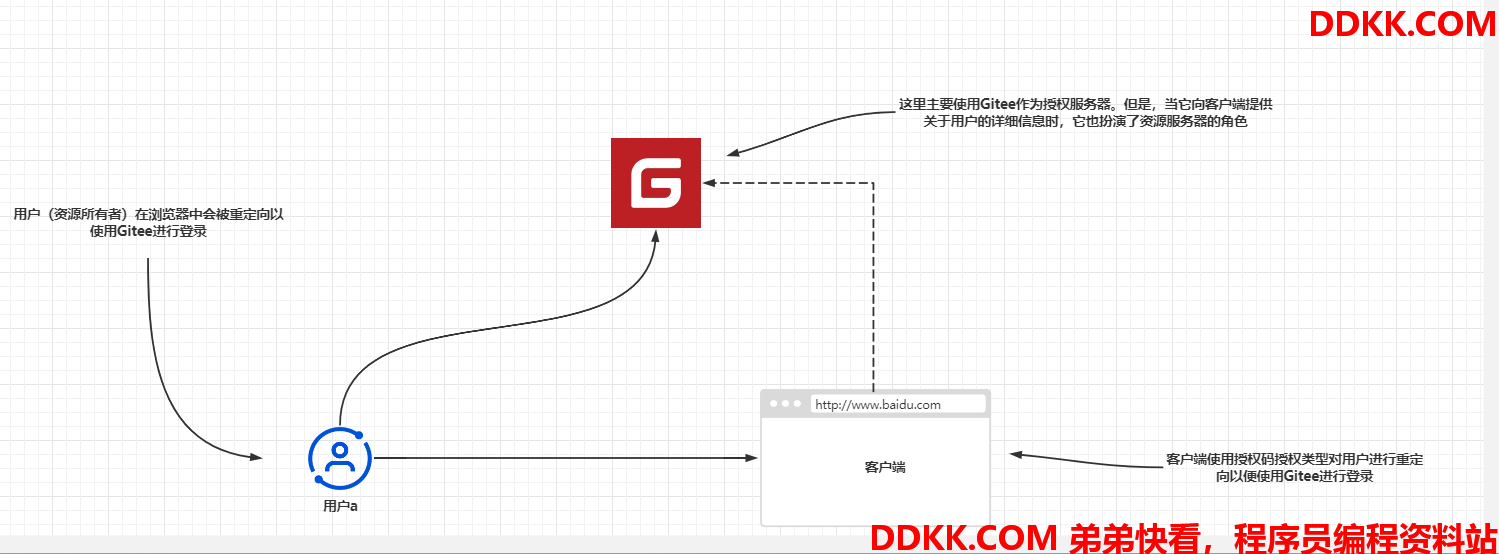 DDKK.COM
这里主要使用Gitee作为授权服务器。但是，当它向客户端提供
关于用户的详细信息时，它也扮演了资源服务器的角色
G
用户（资源所有者）在浏览器中会被重定向以
使用Gitee进行登录
http://www.baidu.com
客户端
客户端使用授权码授权类型对用户进行重定
向以便使用Gitee进行登录
用户a
DDKK.COM 弟弟快看，程序员编程资料站